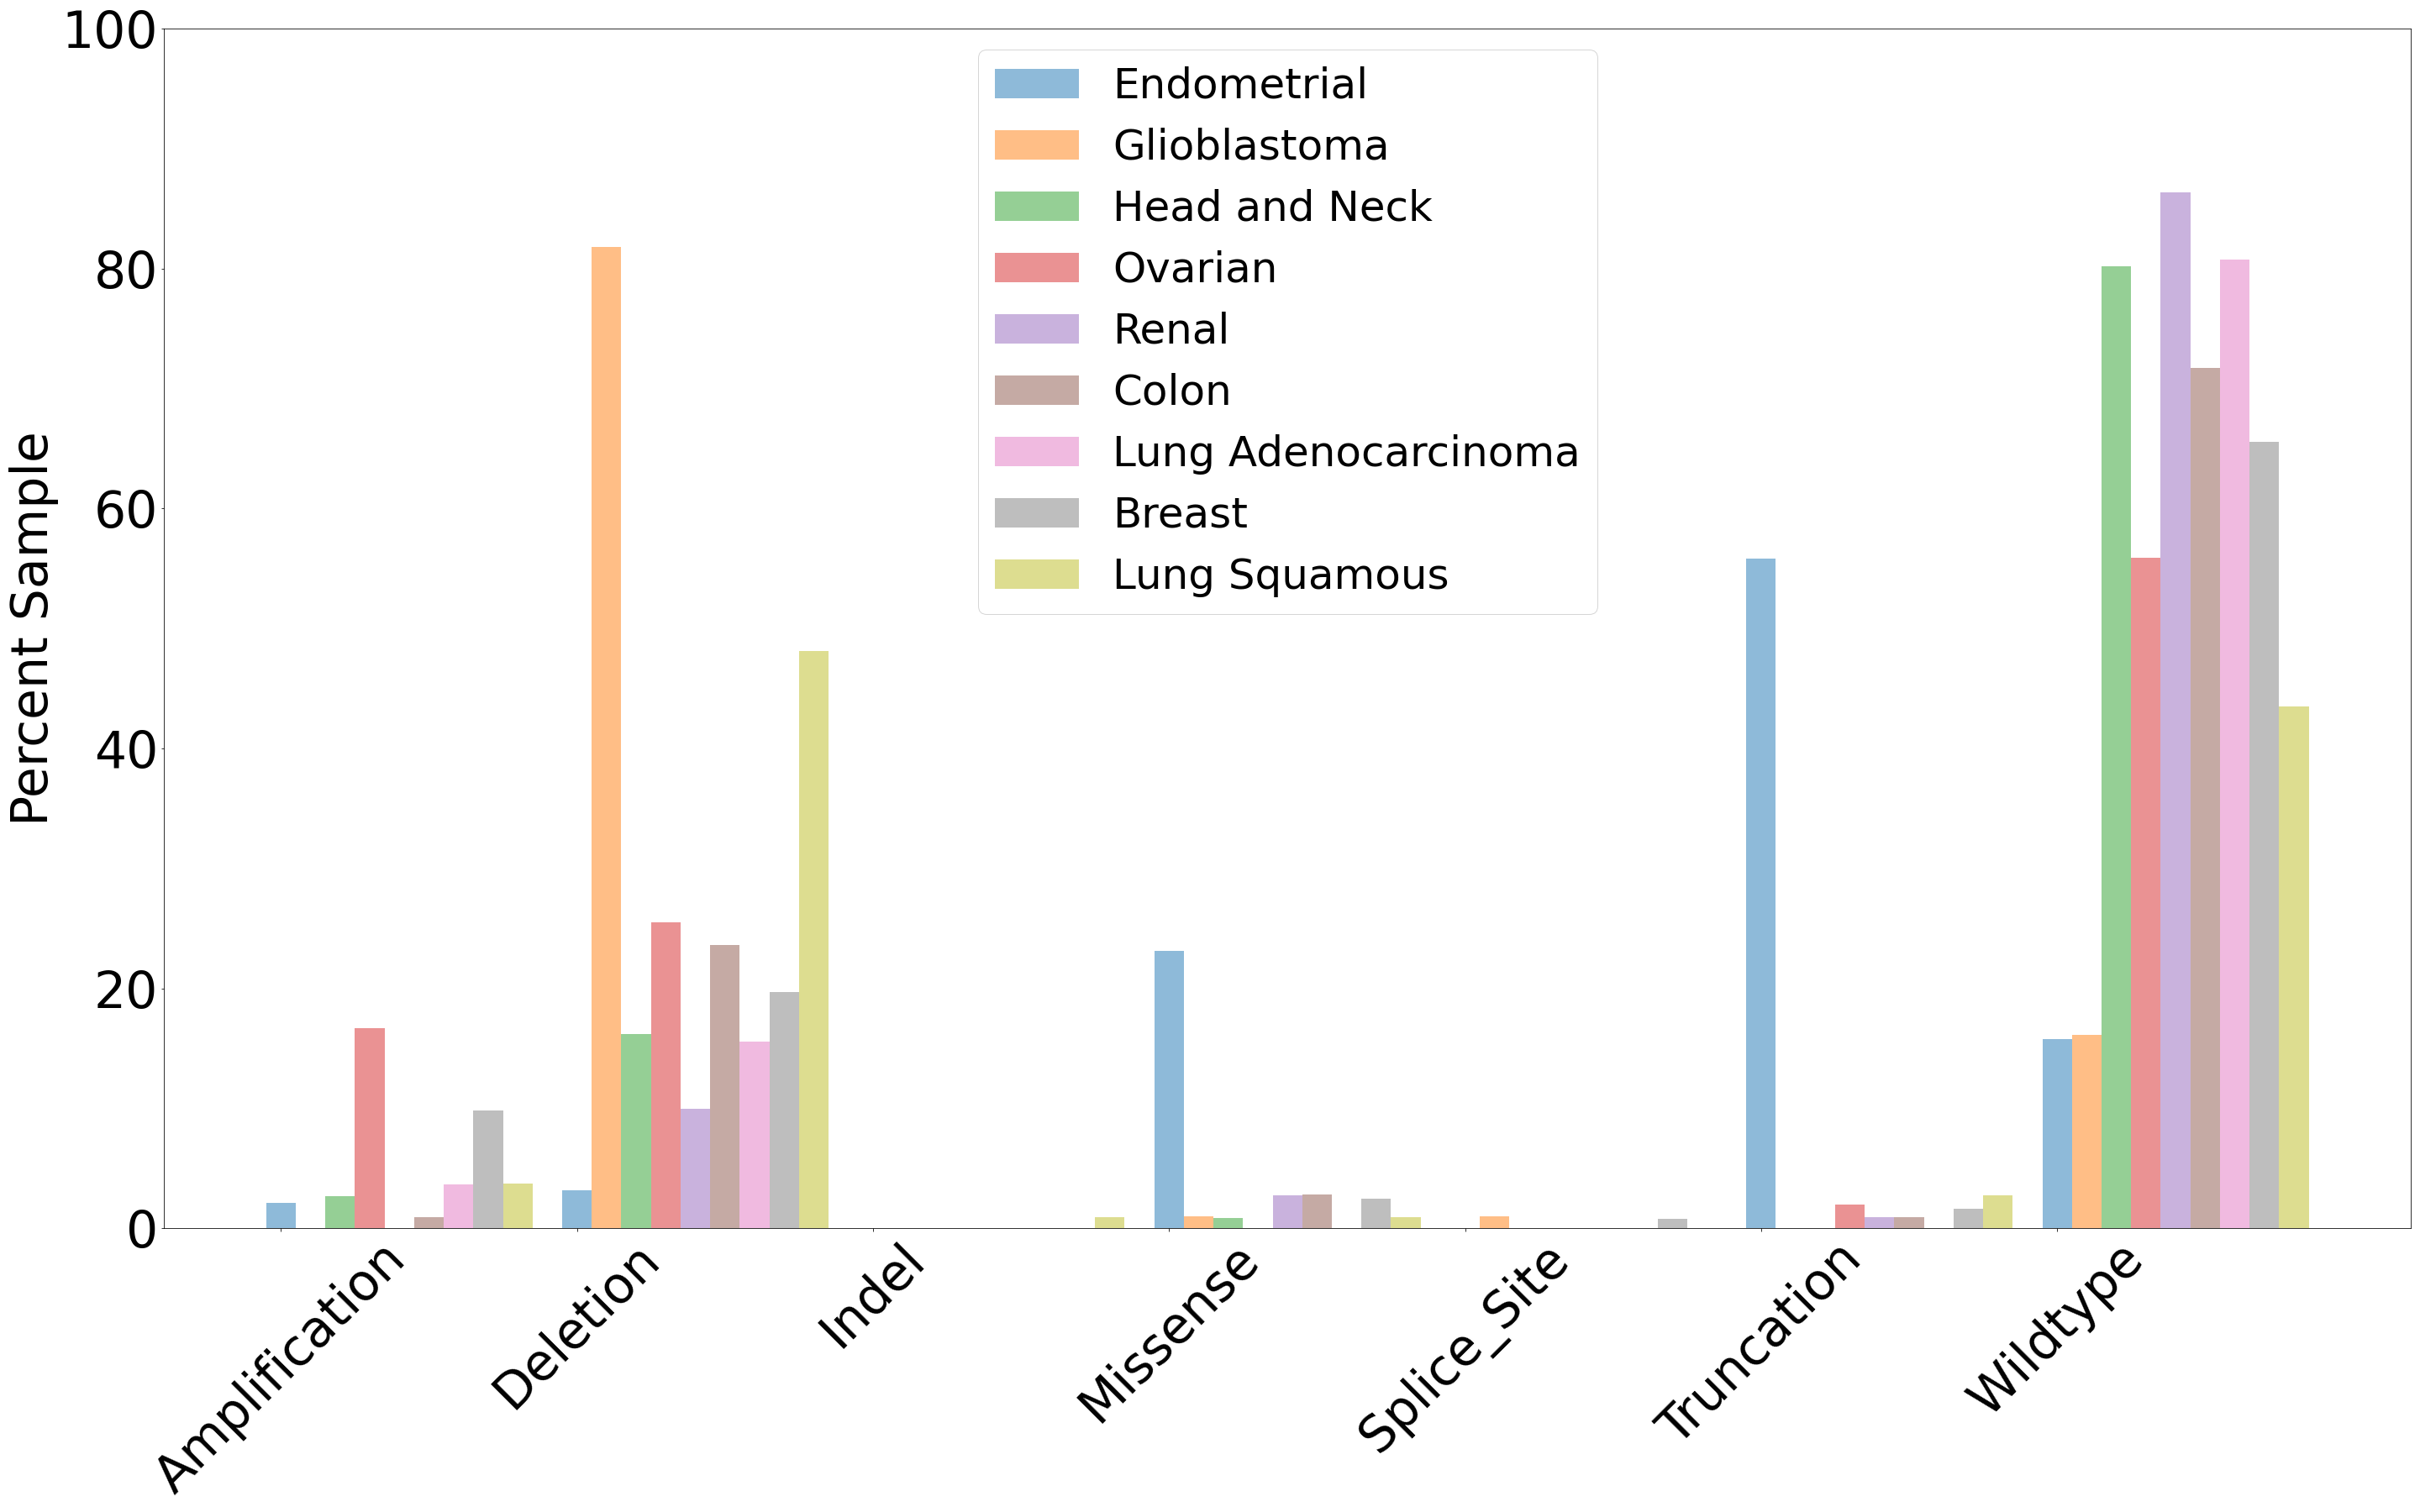 100
80
60
40
20
0
Percent Sample
Endometrial
Glioblastoma
Head and Neck
Ovarian
Renal
Colon
Lung Adenocarcinoma
Breast
Lung Squamous
Amplification
Deletion
Indel
Missense
Splice_Site
Truncation
Wildtype